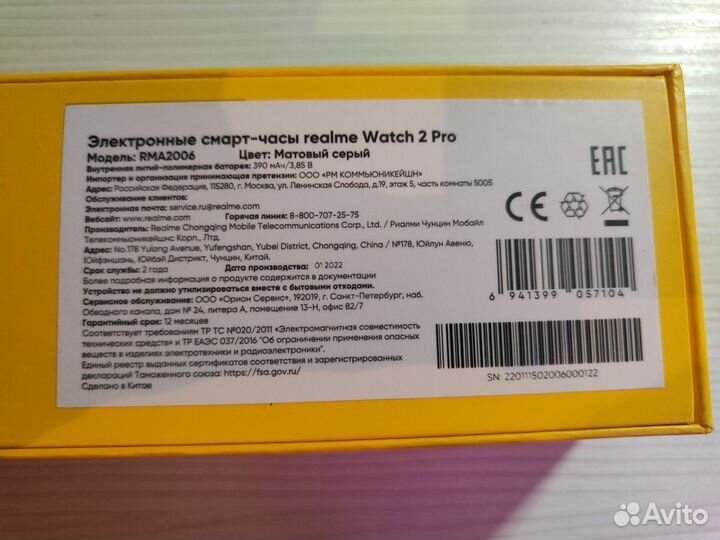 Электронные смарт-часы realme Watch 2 Pro
Модель: RMA2006 Цвет: Матовый серый
Внутренняя литий-полимерная батарея: 390 мАч/3,85 В
Импортер и организация принимающая претензии: ООО «РМ КОММЬЮНИКЕЙШН»
Адрес: Российская Федерация, 115280, г. Москва, ул. Ленинская Слобода, д.19, этаж 5, часть комнаты 5005
Обслуживание клиентов:
Электронная почта: service.ru@realme.com
Вебсайт: www.realme.com Горячая линия: 8-800-707-25-75
Производитель: Realme Chongqing Mobile Telecommunications Corp., Ltd. / Риалми Чунцин Мобайл
Телекоммьюникейшнс Корп., Лтд.
Адрес: No.178 Yulong Avenue, Yufengshan, Yubei District, Chongqing, China / №178, Юйлун Авеню,
Юйфэншань, Юйбэй Дистрикт, Чунцин, Китай.
Срок службы: 2 года Дата производства: 01 2022
Более подробная информация о продукте содержится в документации
Устройство не должно утилизироваться вместе с бытовыми отходами.
Сервисное обслуживание: ООО «Орион Сервис», 192019, г. Санкт-Петербург, наб.
Обводного канала, дом № 24, литера А, помещение 13-Н, офис 82/7
Гарантийный срок: 12 месяцев
Соответствует требованиям ТР ТС №020/2011 «Электромагнитная совместимость
технических средств» и ТР ЕАЭС 037/2016 "Об ограничении применения опасных
веществ в изделиях электротехники и радиоэлектроники".
Единый реестр выданных сертификатов соответствия и зарегистрированных
деклараций Таможенного союза: https://fsa.gov.ru/
Сделано в Китае
EAC
CE
6 941399 057104
SN: 220111502006000122
Avito